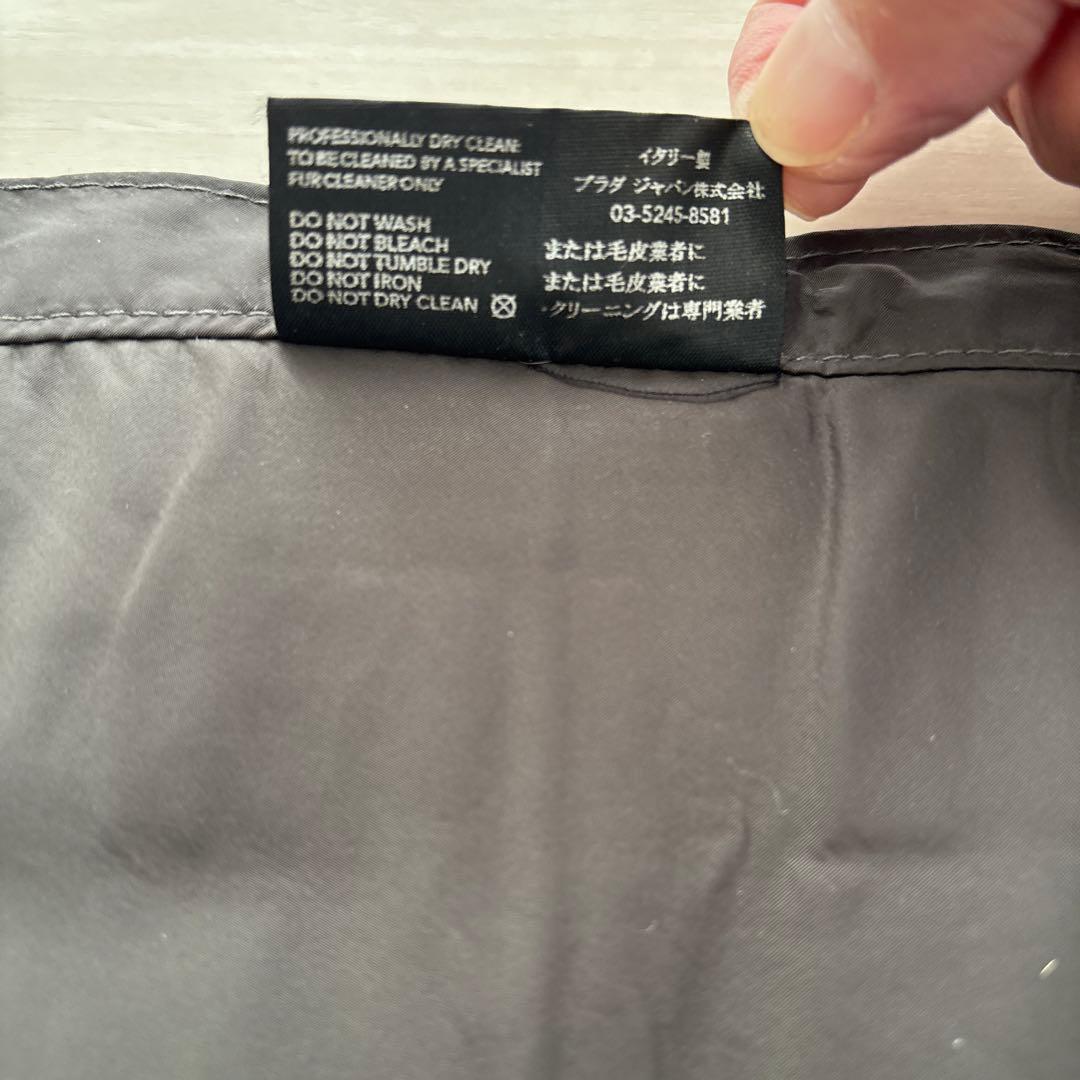 PROFESSIONALLY DRY CLEAN:
TO BE CLEANED BY A SPECIALIST
FUR CLEANER ONLY
DO NOT WASH
DO NOT BLEACH
DO NOT TUMBLE DRY
DO NOT IRON
DO NOT DRY CLEAN
イタリー製
プラダ ジャパン株式会社
03-5245-8581
または毛皮業者に
または毛皮業者に
・クリーニングは専門業者